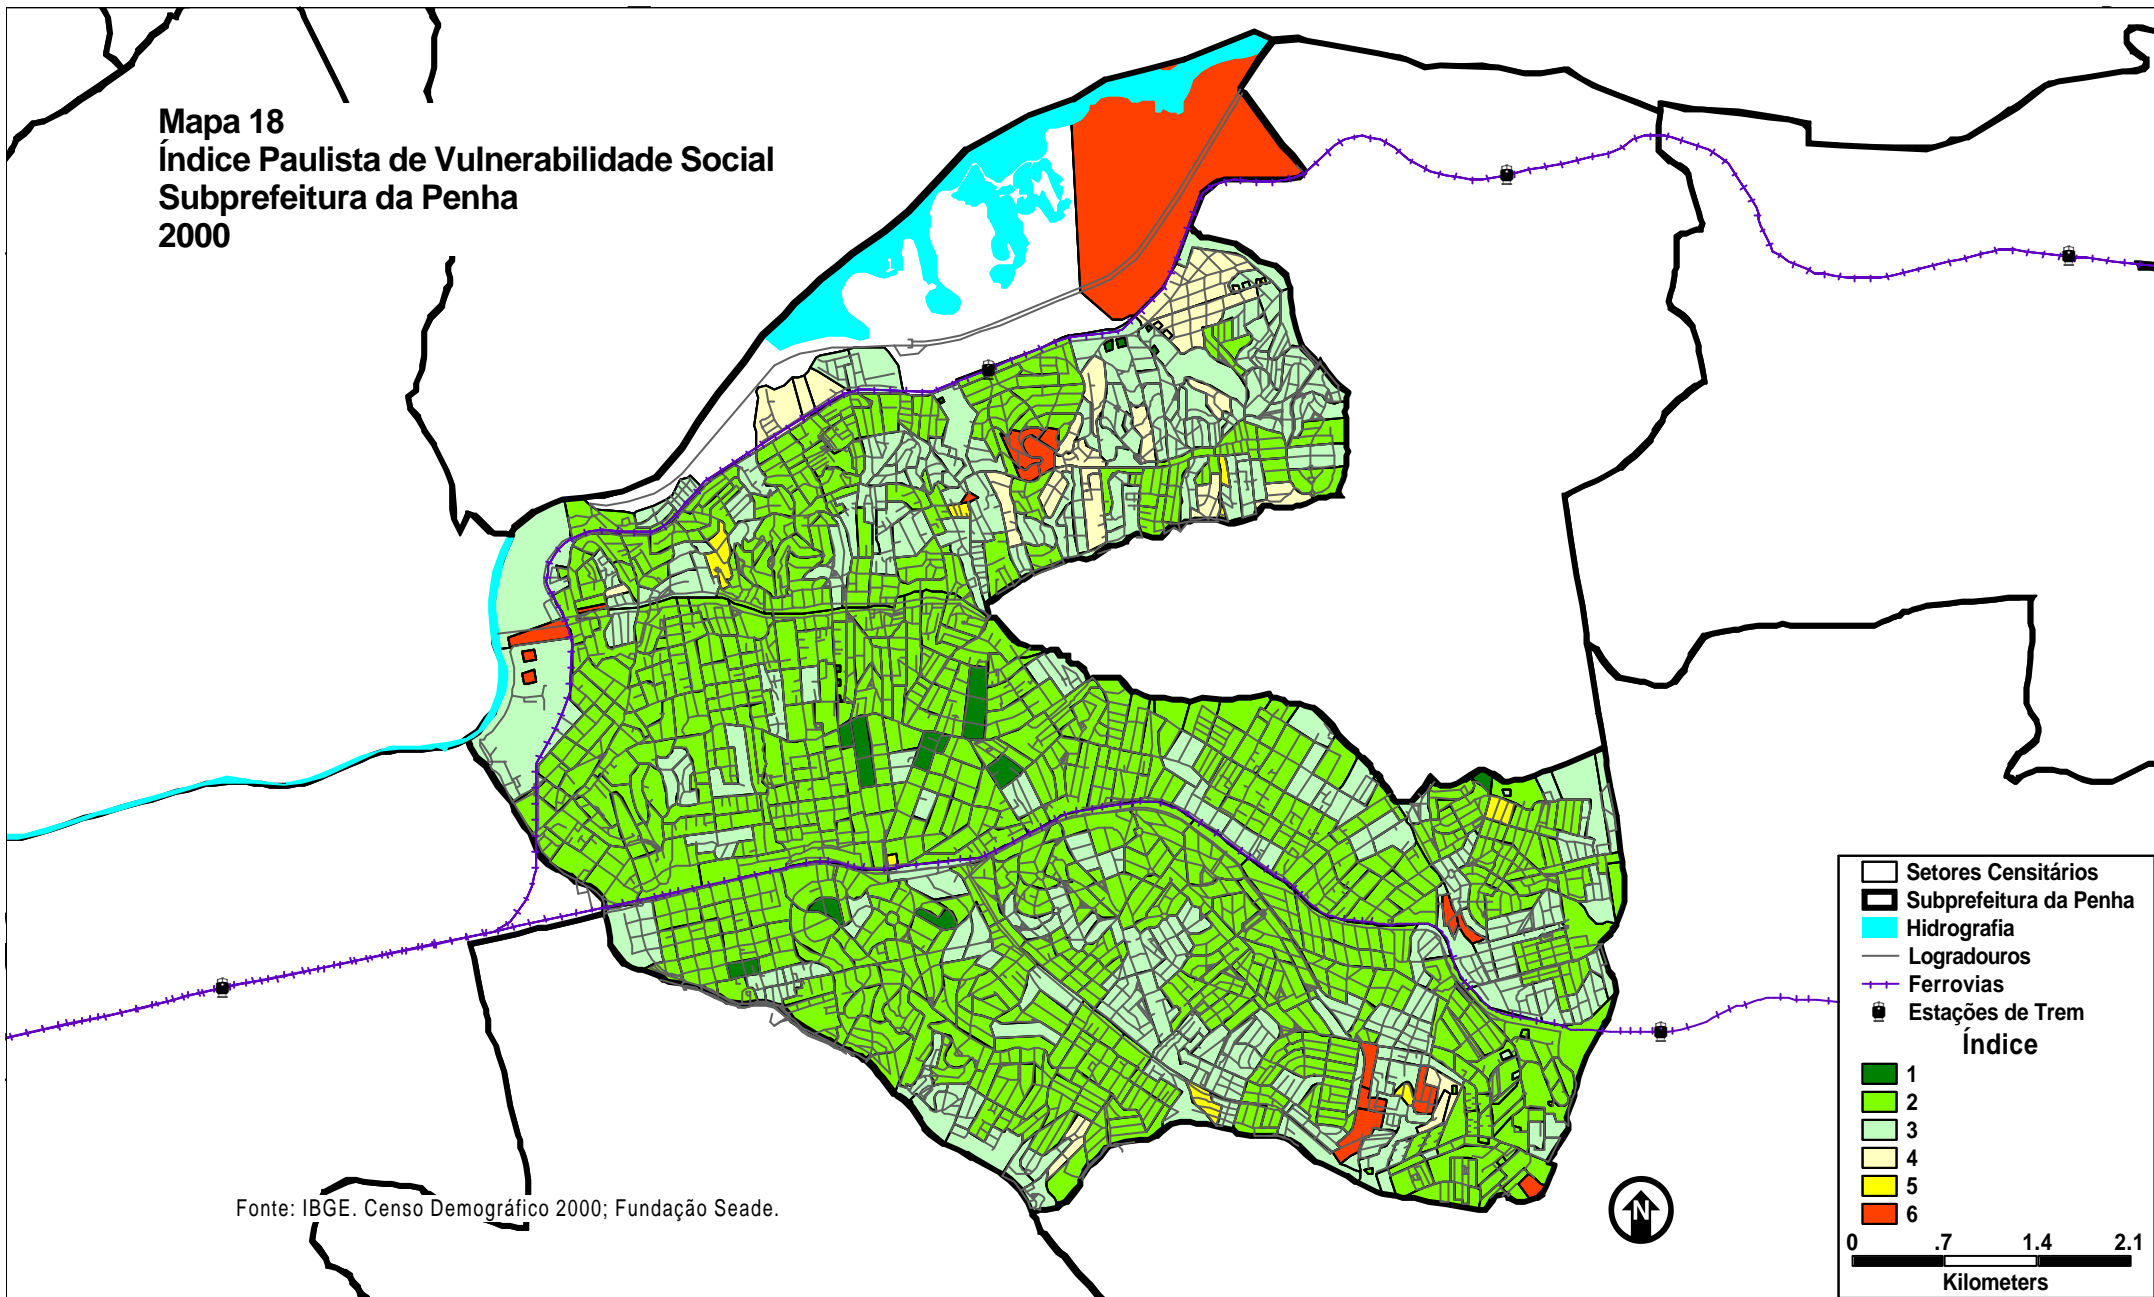 Mapa 18
Índice Paulista de Vulnerabilidade Social
Subprefeitura da Penha
2000
Setores Censitários
Subprefeitura da Penha
Hidrografia
Logradouros
Ferrovias
Estações de Trem
Índice
1
2
3
4
5
6
0 .7 1.4 2.1
Kilometers
N
Fonte: IBGE. Censo Demográfico 2000; Fundação Seade.